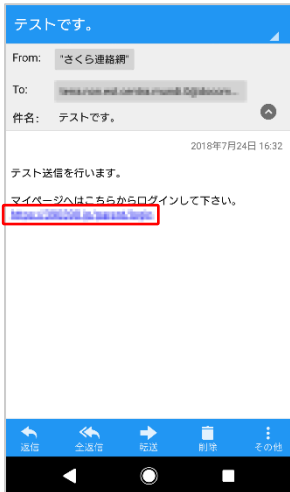 テストです。
From: "さくら連絡網"
To:
件名: テストです。
2018年7月24日 16:32
テスト送信を行います。
マイページへはこちらからログインして下さい。
返信 全返信 転送 削除 その他